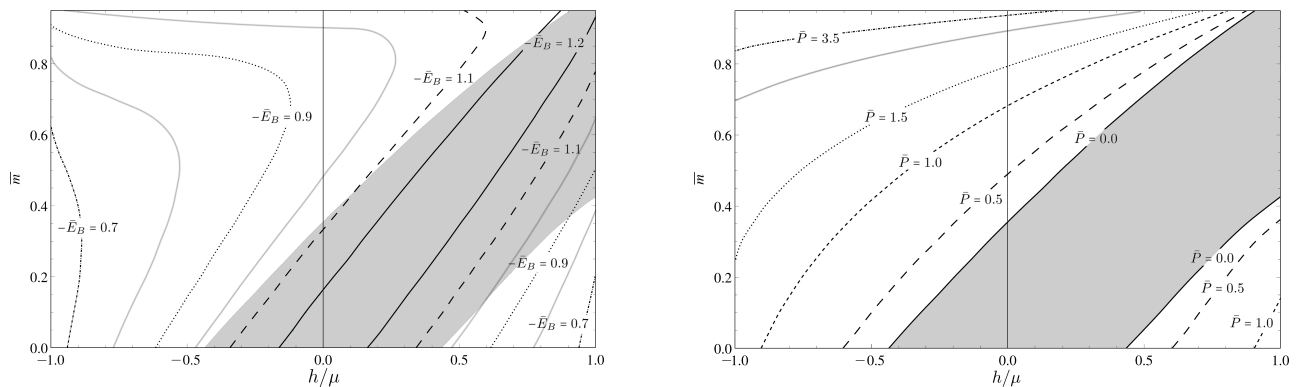 −Ē_B = 1.2
−Ē_B = 1.1
−Ē_B = 0.9
−Ē_B = 1.1
−Ē_B = 0.7
−Ē_B = 0.9
−Ē_B = 0.7
0.8
0.6
0.4
0.2
0.0
m̅
−1.0
−0.5
0.0
0.5
1.0
h/μ
P̄ = 3.5
P̄ = 1.5
P̄ = 0.0
P̄ = 1.0
P̄ = 0.5
P̄ = 0.0
P̄ = 0.5
P̄ = 1.0
0.8
0.6
0.4
0.2
0.0
m̅
−1.0
−0.5
0.0
0.5
1.0
h/μ